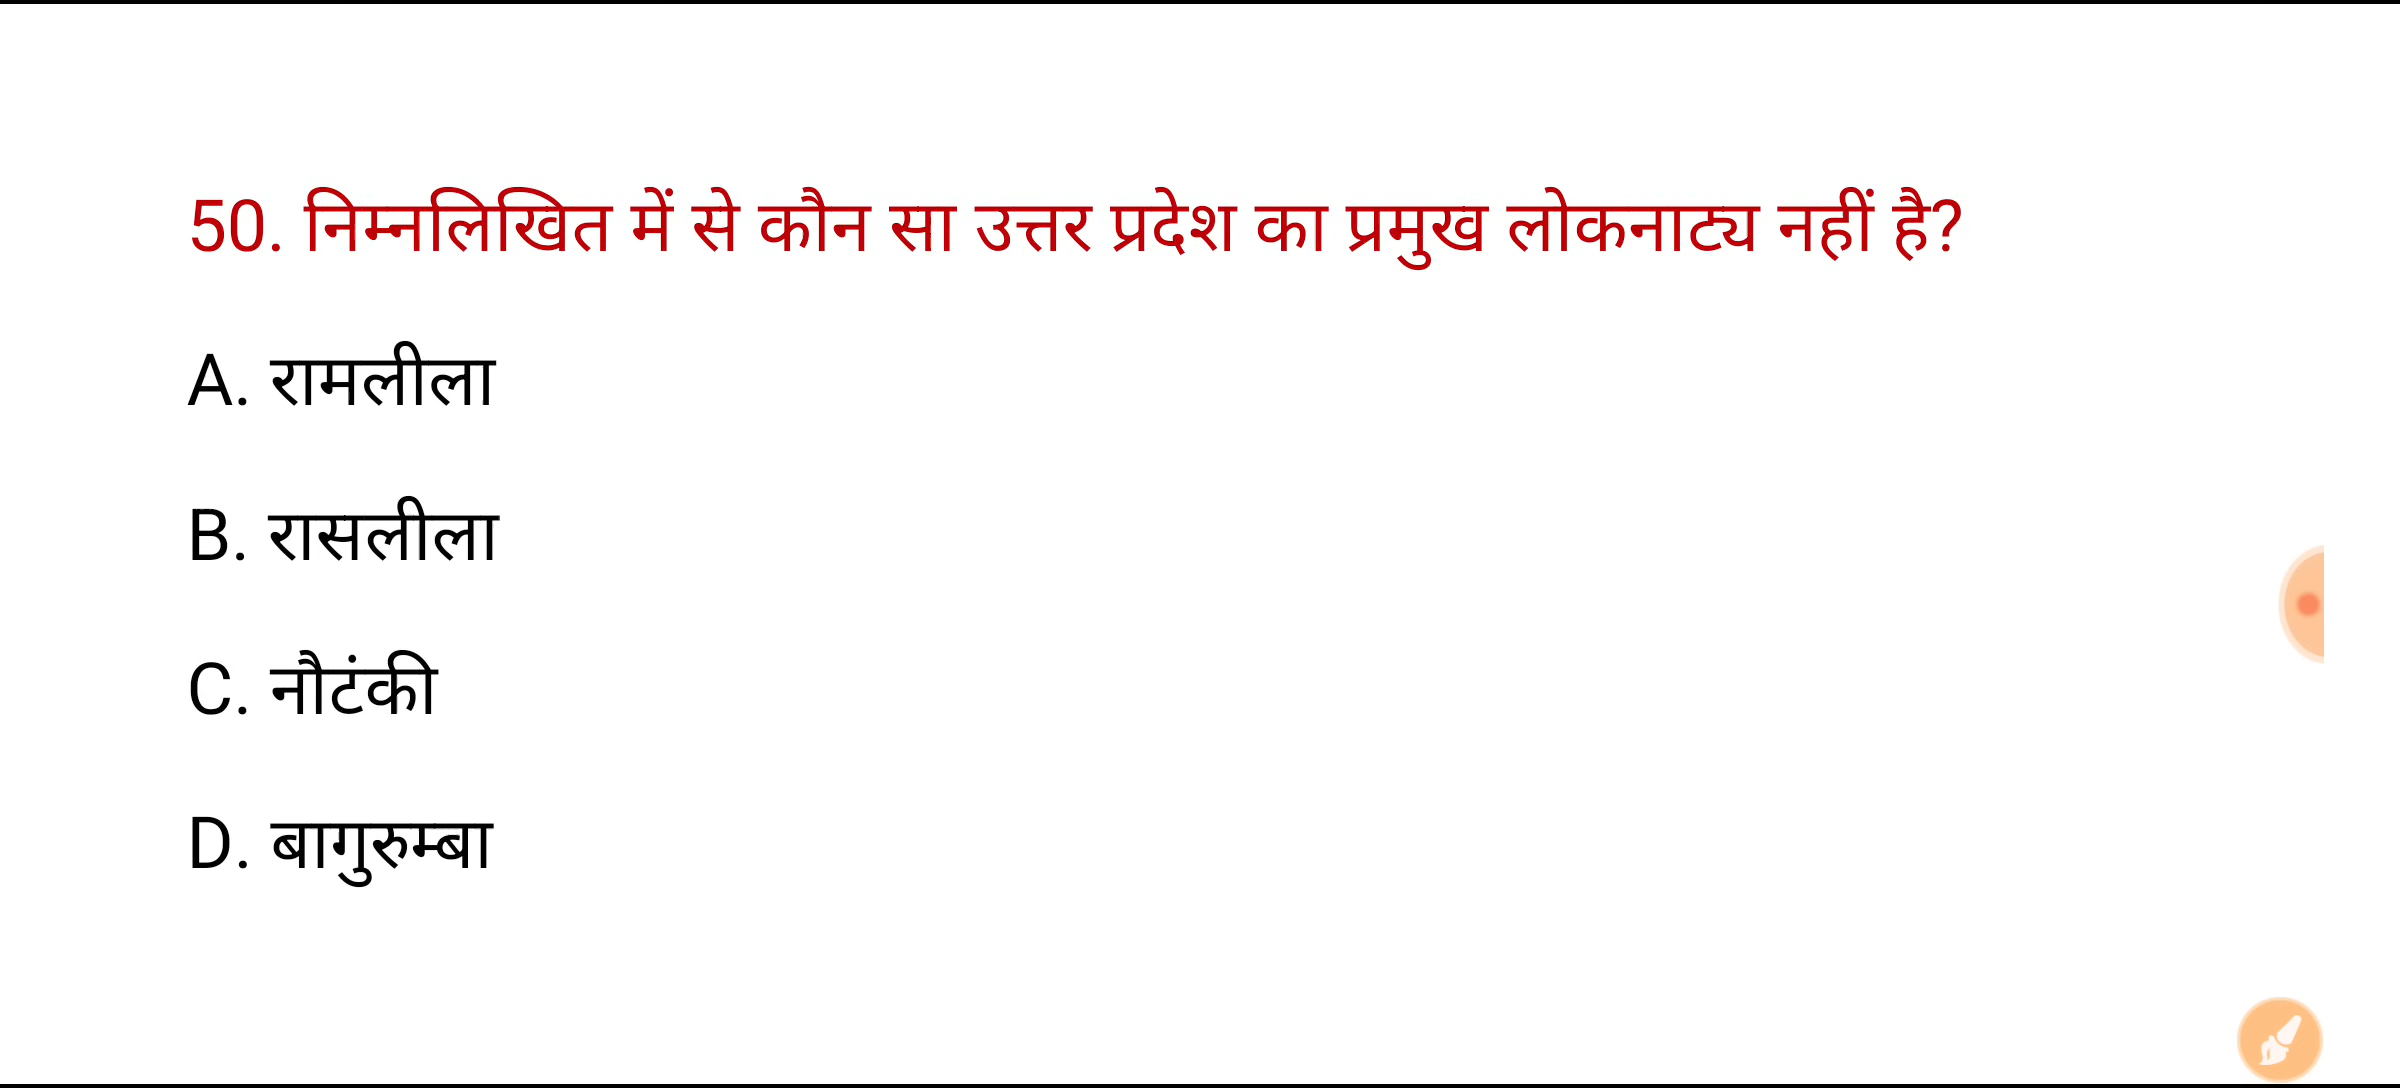 50. निम्नलिखित में से कौन सा उत्तर प्रदेश का प्रमुख लोकनाट्य नहीं है?
A. रामलीला
B. रासलीला
C. नौटंकी
D. बागुरुम्बा